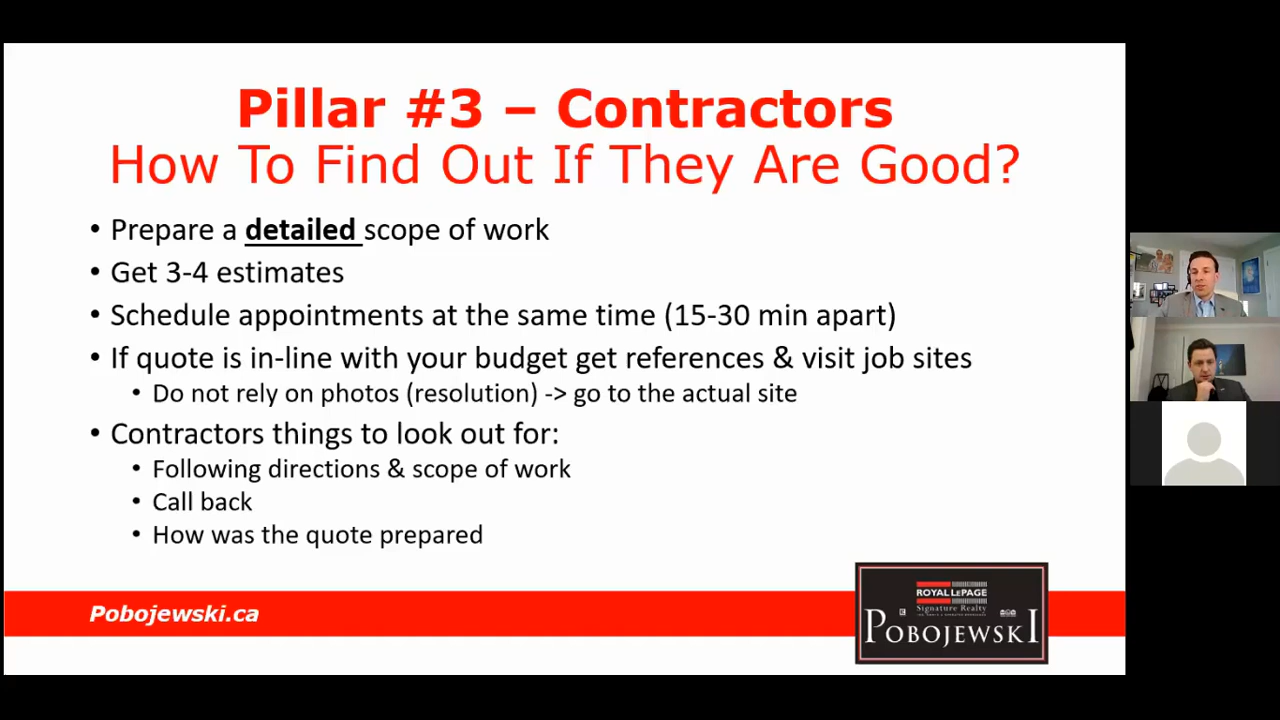 Pillar #3 – Contractors
How To Find Out If They Are Good?
• Prepare a detailed scope of work
• Get 3-4 estimates
• Schedule appointments at the same time (15-30 min apart)
• If quote is in-line with your budget get references & visit job sites
• Do not rely on photos (resolution) -> go to the actual site
• Contractors things to look out for:
• Following directions & scope of work
• Call back
• How was the quote prepared
Pobojewski.ca
ROYAL LEPAGE
Signature Realty
POBOJEWSKI